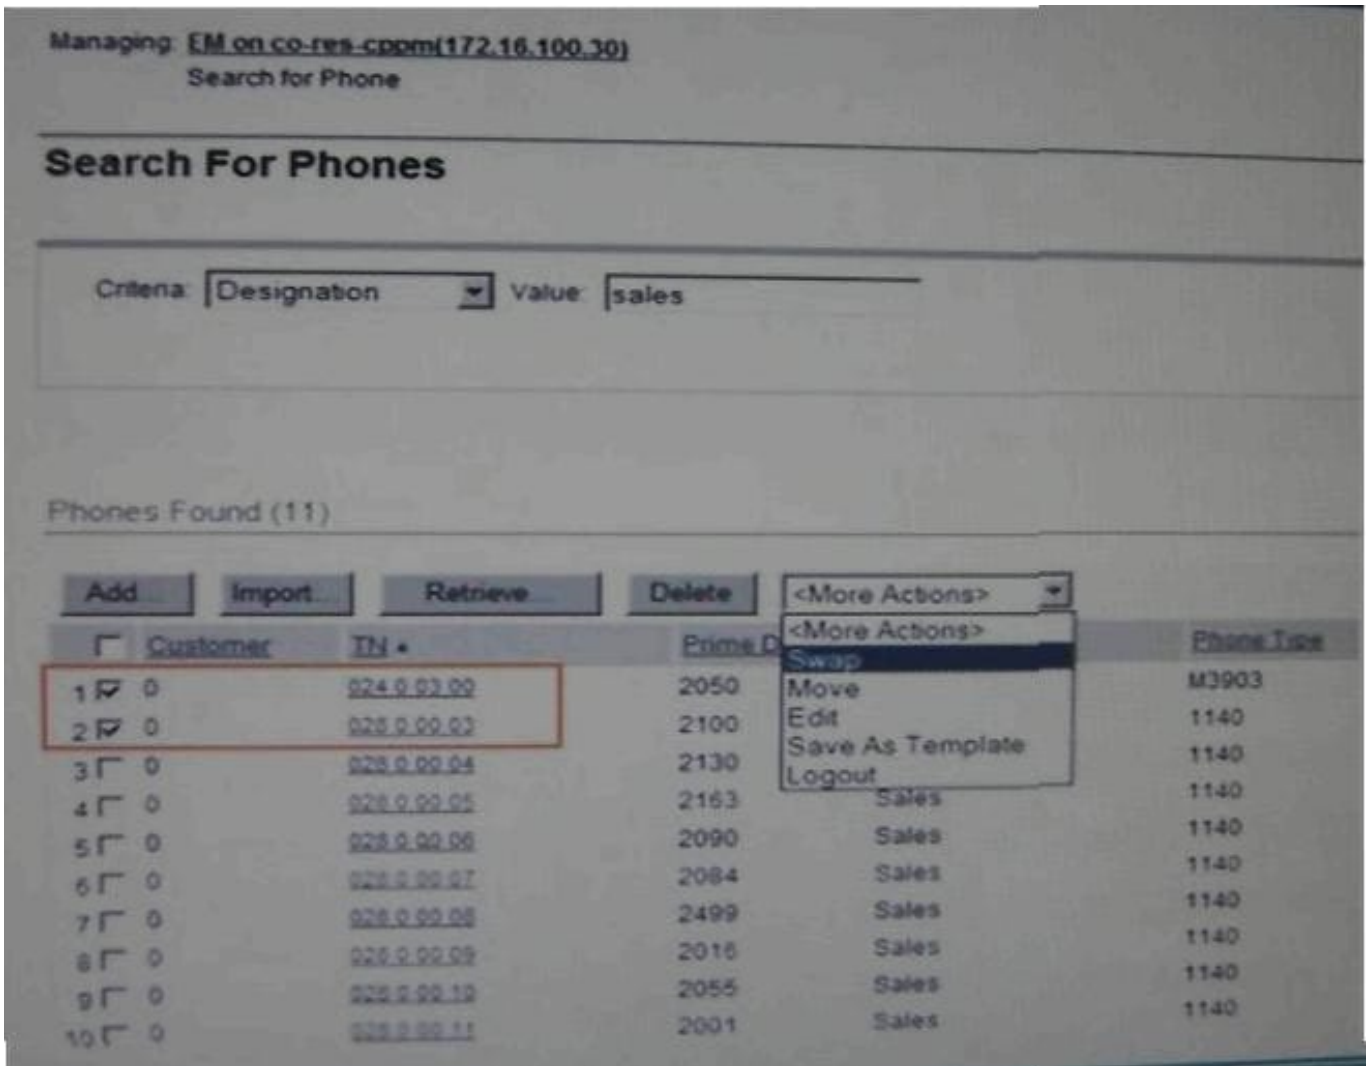 Managing: EM on co-res-cppm(172.16.100.30)
Search for Phone
Search For Phones
Criteria: Designation Value: sales
Phones Found (11)
Add... Import... Retrieve... Delete <More Actions>
Customer TN Prime D Phone Type
<More Actions>
Swap
Move
Edit
Save As Template
Logout
1 0 024 0 03 00 2050 M3903
2 0 028 0 00 03 2100 1140
3 0 028 0 00 04 2130 1140
4 0 028 0 00 05 2163 Sales 1140
5 0 028 0 00 06 2090 Sales 1140
6 0 028 0 00 07 2084 Sales 1140
7 0 028 0 00 08 2499 Sales 1140
8 0 028 0 00 09 2016 Sales 1140
9 0 028 0 00 10 2055 Sales 1140
10 0 028 0 00 11 2001 Sales 1140